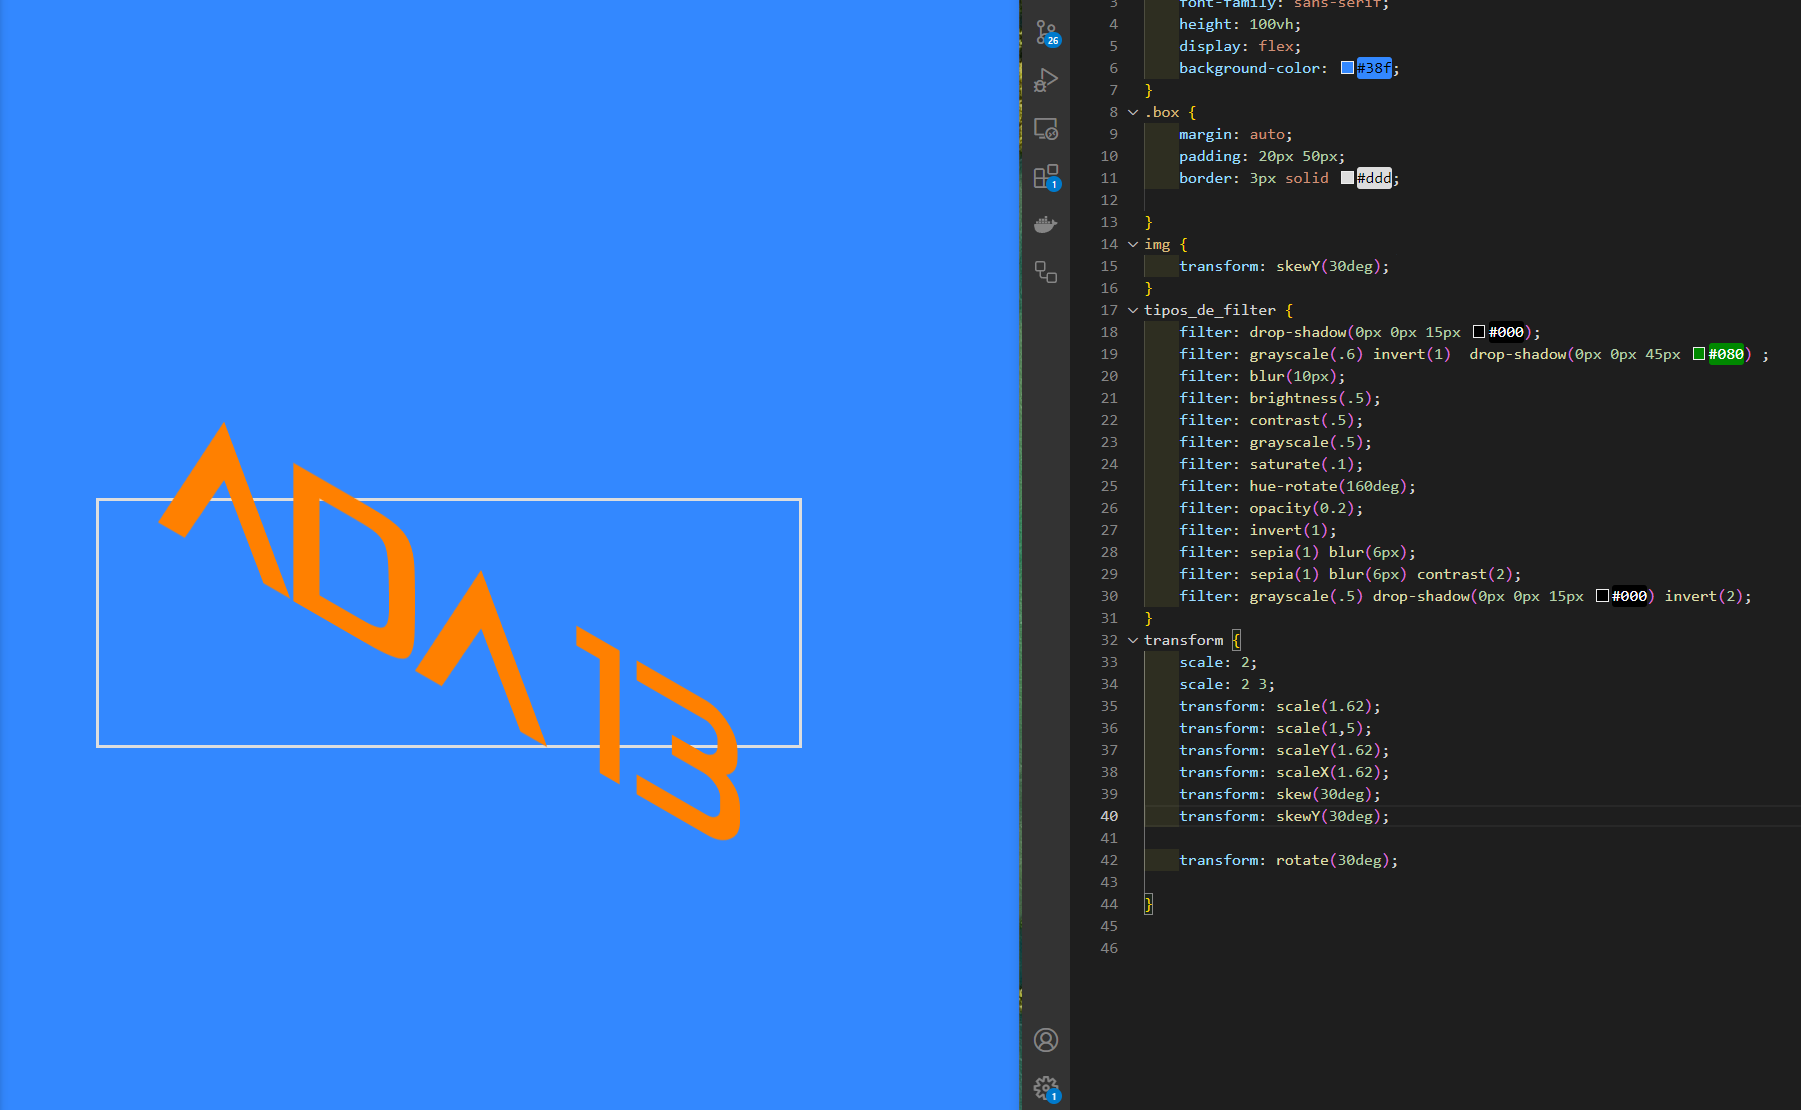 ADA 13
26
1
1
3 font-family: sans-serif;
4 height: 100vh;
5 display: flex;
6 background-color: #38f;
7 }
8 .box {
9 margin: auto;
10 padding: 20px 50px;
11 border: 3px solid #ddd;
12
13 }
14 img {
15 transform: skewY(30deg);
16 }
17 tipos_de_filter {
18 filter: drop-shadow(0px 0px 15px #000);
19 filter: grayscale(.6) invert(1)  drop-shadow(0px 0px 45px #080) ;
20 filter: blur(10px);
21 filter: brightness(.5);
22 filter: contrast(.5);
23 filter: grayscale(.5);
24 filter: saturate(.1);
25 filter: hue-rotate(160deg);
26 filter: opacity(0.2);
27 filter: invert(1);
28 filter: sepia(1) blur(6px);
29 filter: sepia(1) blur(6px) contrast(2);
30 filter: grayscale(.5) drop-shadow(0px 0px 15px #000) invert(2);
31 }
32 transform {
33 scale: 2;
34 scale: 2 3;
35 transform: scale(1.62);
36 transform: scale(1,5);
37 transform: scaleY(1.62);
38 transform: scaleX(1.62);
39 transform: skew(30deg);
40 transform: skewY(30deg);
41
42 transform: rotate(30deg);
43
44 }
45
46